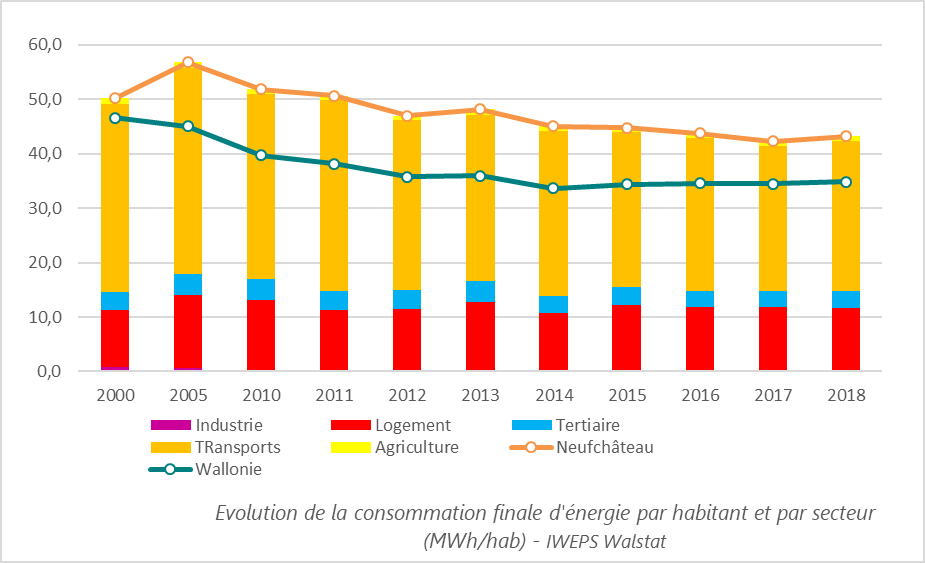 60,0
50,0
40,0
30,0
20,0
10,0
0,0
2000 2005 2010 2011 2012 2013 2014 2015 2016 2017 2018
Industrie Logement Tertiaire
TRansports Agriculture Neufchâteau
Wallonie
Evolution de la consommation finale d'énergie par habitant et par secteur
(MWh/hab) - IWEPS Walstat